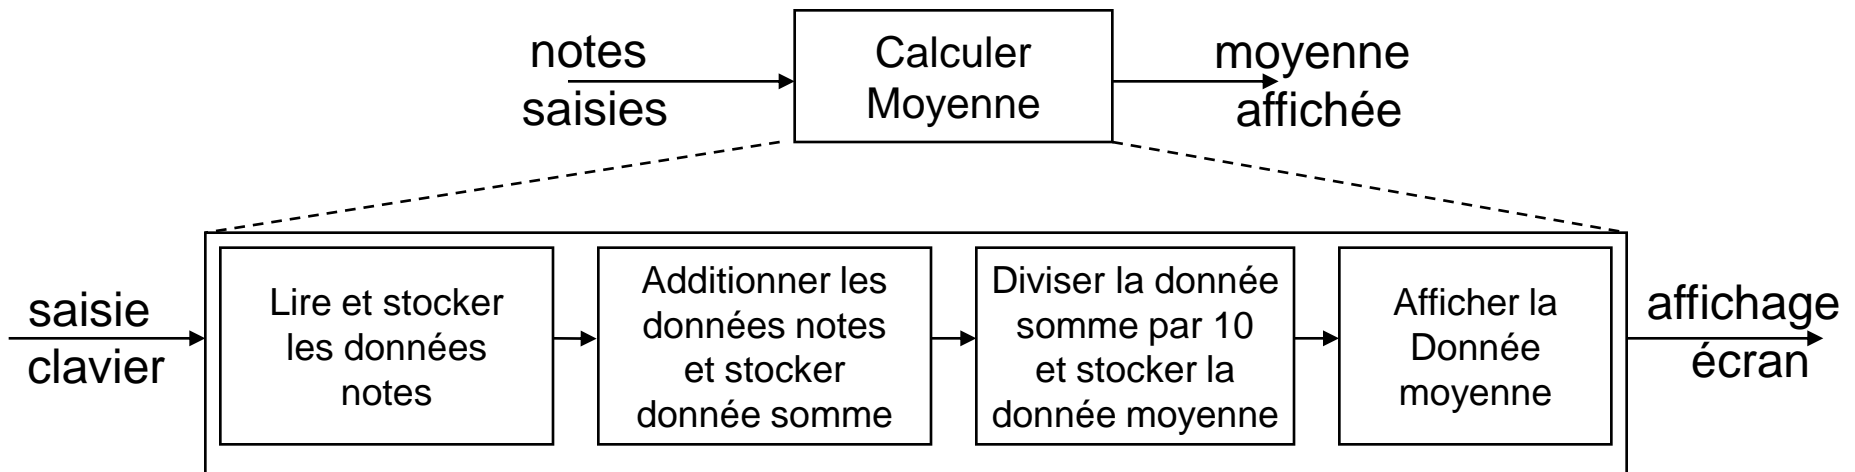 notes
saisies
Calculer
Moyenne
moyenne
affichée
saisie
clavier
Lire et stocker
les données
notes
Additionner les
données notes
et stocker
donnée somme
Diviser la donnée
somme par 10
et stocker la
donnée moyenne
Afficher la
Donnée
moyenne
affichage
écran